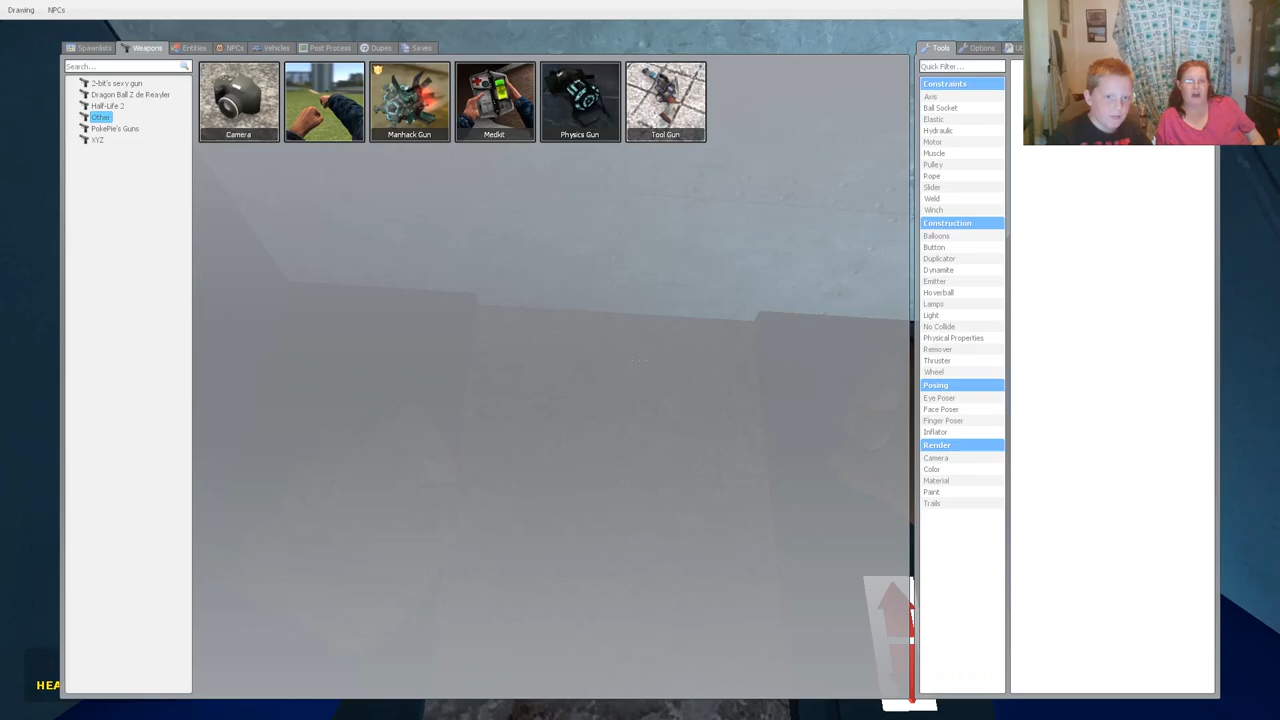 Drawing NPCs
Spawnlists Weapons Entities NPCs Vehicles Post Process Dupes Saves
Tools Options
Search...
Quick Filter...
2-bit's sexy gun
Dragon Ball Z de Reayler
Half-Life 2
Other
PokePie's Guns
XYZ
Camera
Manhack Gun
Medkit
Physics Gun
Tool Gun
Constraints
Axis
Ball Socket
Elastic
Hydraulic
Motor
Muscle
Pulley
Rope
Slider
Weld
Winch
Construction
Balloons
Button
Duplicator
Dynamite
Emitter
Hoverball
Lamps
Light
No Collide
Physical Properties
Remover
Thruster
Wheel
Posing
Eye Poser
Face Poser
Finger Poser
Inflator
Render
Camera
Color
Material
Paint
Trails
HEA